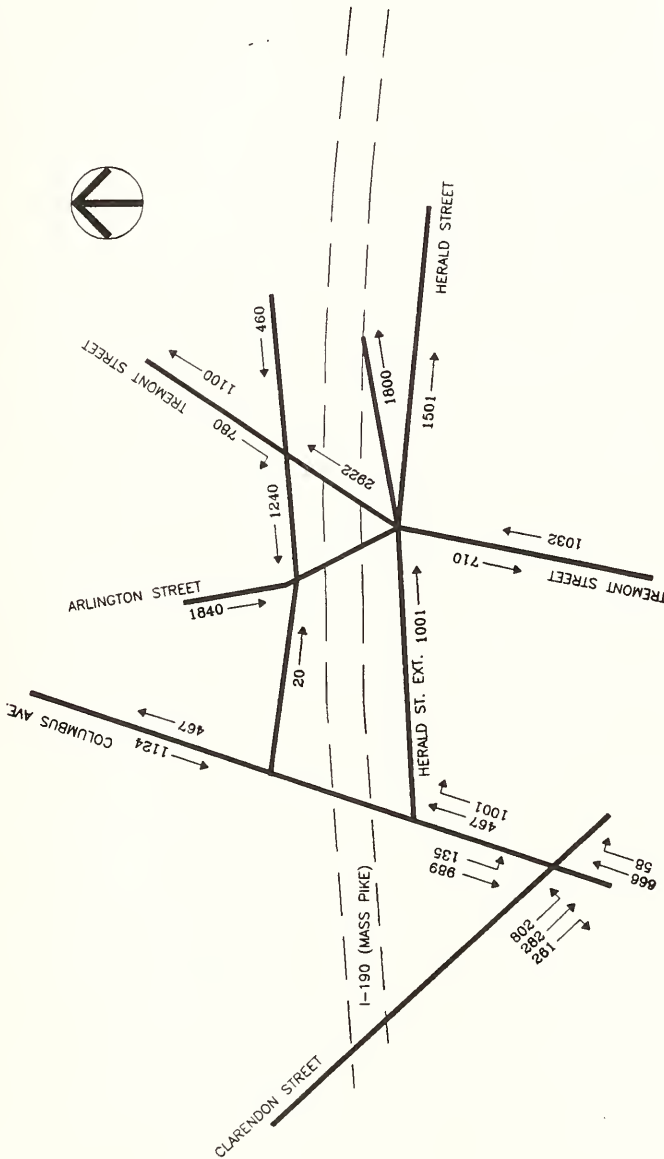 HERALD STREET
460
TREMONT STREET
1100
780
1800
1501
2922
1240
ARLINGTON STREET
1840
1032
710
TREMONT STREET
20
HERALD ST. EXT. 1001
COLUMBUS AVE.
467
1124
1001
467
135
989
58
668
802
282
261
I-190 (MASS PIKE)
CLARENDON STREET